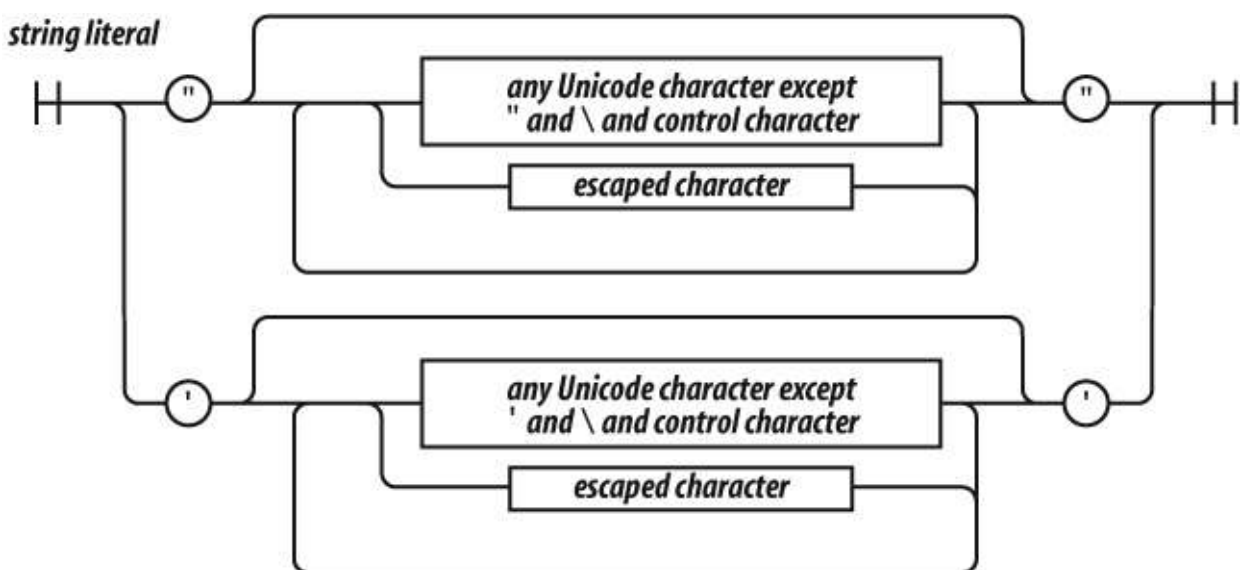 string literal
"
any Unicode character except
" and \ and control character
"
escaped character
'
any Unicode character except
' and \ and control character
'
escaped character